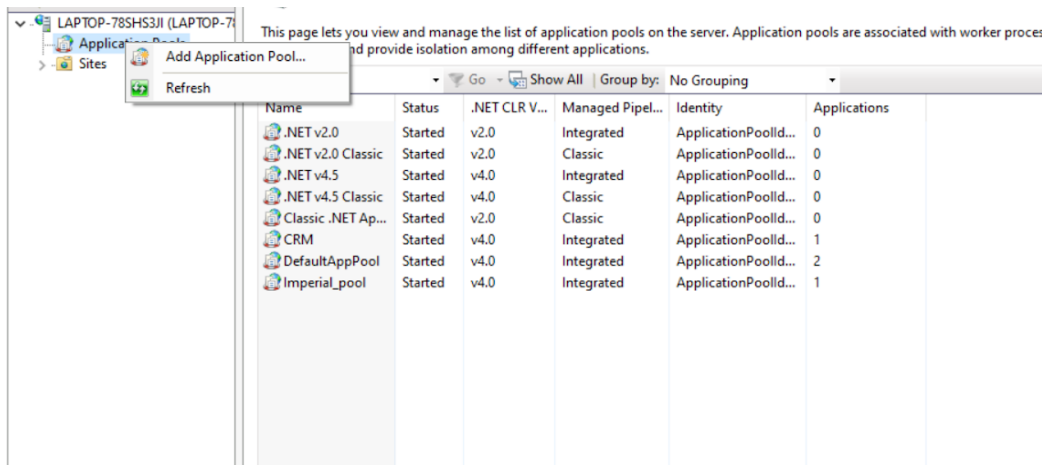 LAPTOP-78SHS3JI (LAPTOP-78
Application Pools
Sites
Add Application Pool...
Refresh
This page lets you view and manage the list of application pools on the server. Application pools are associated with worker proces
nd provide isolation among different applications.
Go Show All Group by: No Grouping
Name Status .NET CLR V... Managed Pipel... Identity Applications
.NET v2.0 Started v2.0 Integrated ApplicationPoolId... 0
.NET v2.0 Classic Started v2.0 Classic ApplicationPoolId... 0
.NET v4.5 Started v4.0 Integrated ApplicationPoolId... 0
.NET v4.5 Classic Started v4.0 Classic ApplicationPoolId... 0
Classic .NET Ap... Started v2.0 Classic ApplicationPoolId... 0
CRM Started v4.0 Integrated ApplicationPoolId... 1
DefaultAppPool Started v4.0 Integrated ApplicationPoolId... 2
Imperial_pool Started v4.0 Integrated ApplicationPoolId... 1